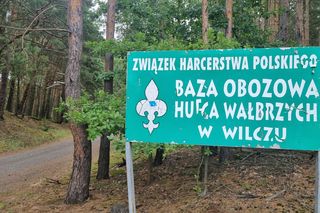 ZWIĄZEK HARCERSTWA POLSKIEGO
BAZA OBOZOWA
HUFCA WAŁBRZYCH
W WILCZU